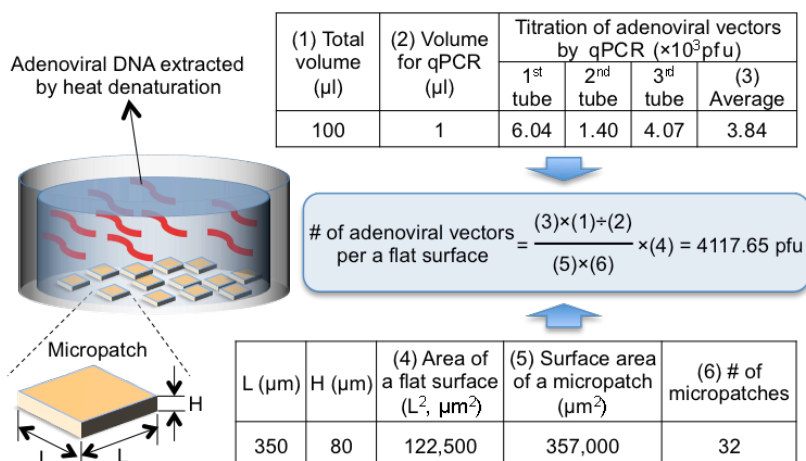 Adenoviral DNA extracted
by heat denaturation
(1) Total
volume
(µl)
(2) Volume
for qPCR
(µl)
Titration of adenoviral vectors
by qPCR (×10³pfu)
1st
tube
2nd
tube
3rd
tube
(3)
Average
100 1 6.04 1.40 4.07 3.84
# of adenoviral vectors
per a flat surface
= (3)×(1)÷(2)
(5)×(6)
×(4) = 4117.65 pfu
Micropatch
H
L L
L (µm) H (µm)
(4) Area of
a flat surface
(L², µm²)
(5) Surface area
of a micropatch
(µm²)
(6) # of
micropatches
350 80 122,500 357,000 32